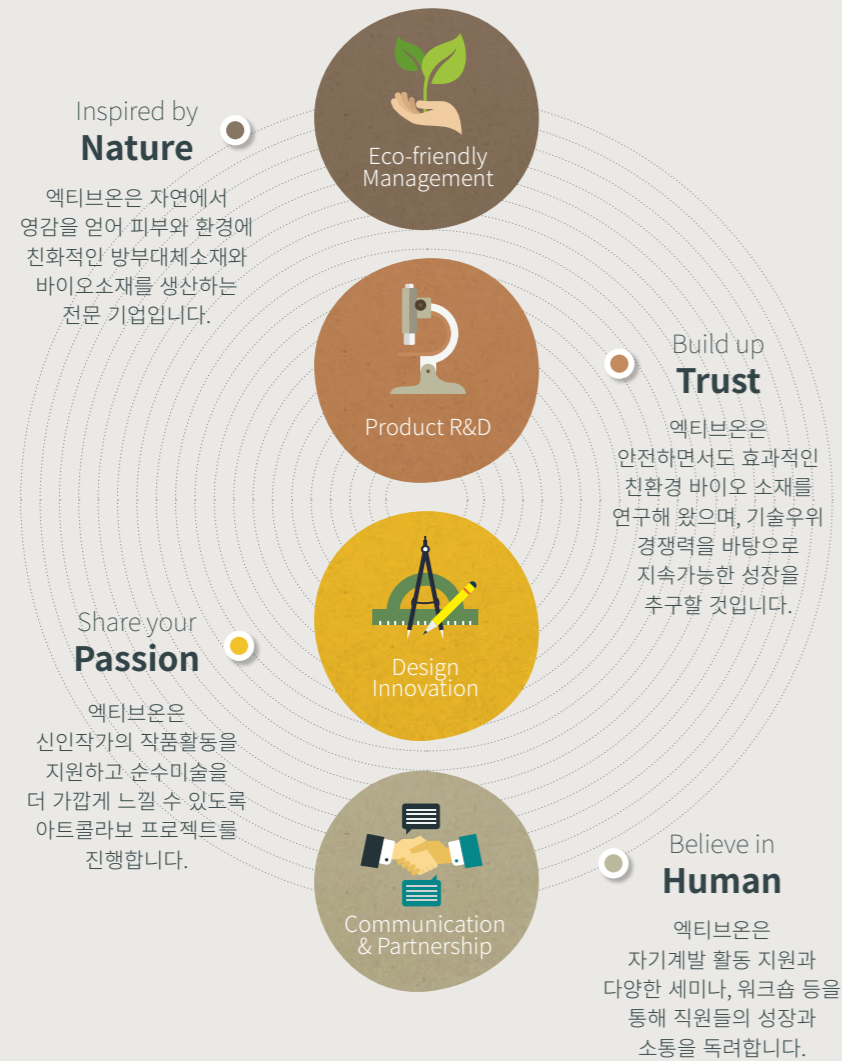 Eco-friendly
Management
Inspired by
Nature
엑티브온은 자연에서
영감을 얻어 피부와 환경에
친화적인 방부대체소재와
바이오소재를 생산하는
전문 기업입니다.
Product R&D
Build up
Trust
엑티브온은
안전하면서도 효과적인
친환경 바이오 소재를
연구해 왔으며, 기술우위
경쟁력을 바탕으로
지속가능한 성장을
추구할 것입니다.
Design
Innovation
Share your
Passion
엑티브온은
신인작가의 작품활동을
지원하고 순수미술을
더 가깝게 느낄 수 있도록
아트콜라보 프로젝트를
진행합니다.
Communication
& Partnership
Believe in
Human
엑티브온은
자기계발 활동 지원과
다양한 세미나, 워크숍 등을
통해 직원들의 성장과
소통을 독려합니다.